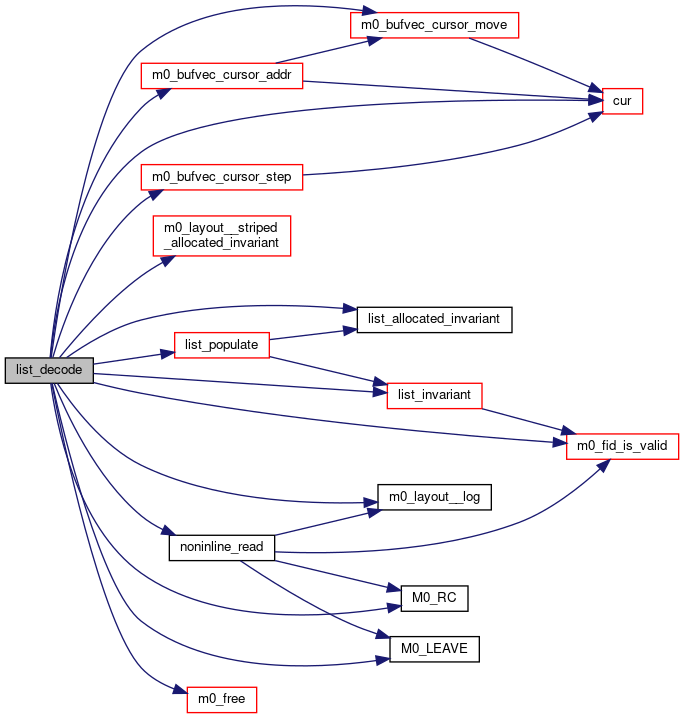 m0_bufvec_cursor_move
m0_bufvec_cursor_addr
cur
m0_bufvec_cursor_step
m0_layout__striped
_allocated_invariant
list_allocated_invariant
list_populate
list_decode
list_invariant
m0_fid_is_valid
m0_layout__log
noninline_read
M0_RC
M0_LEAVE
m0_free